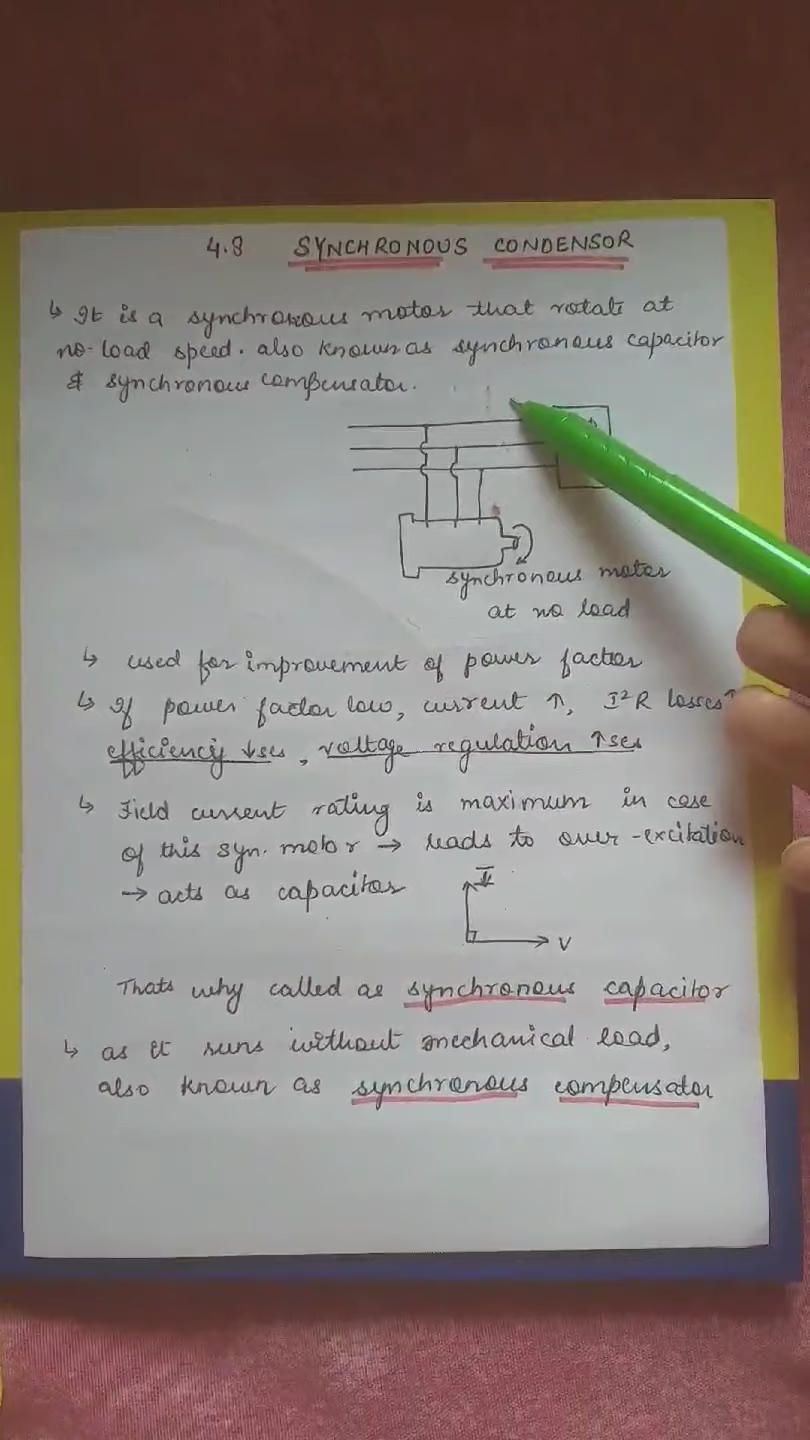 4.8 SYNCHRONOUS CONDENSOR
↳ It is a synchronous motor that rotate at
no-load speed. also known as synchronous capacitor
& synchronous compensator.
synchronous motor
at no load
↳ used for improvement of power factor
↳ If power factor low, current ↑, I²R losses↑
efficiency ↓ses, voltage regulation ↑ses
↳ Field current rating is maximum in case
of this syn. motor → leads to over-excitation
→ acts as capacitor
I
V
Thats why called as synchronous capacitor
↳ as it runs without mechanical load,
also known as synchronous compensator